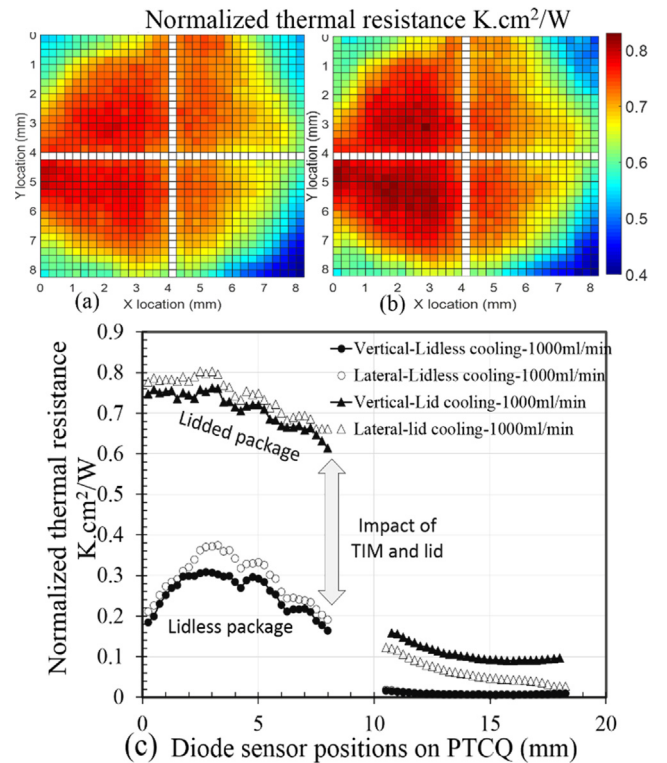 Normalized thermal resistance K.cm²/W
0
1
2
3
4
5
6
7
8
Y location (mm)
0 1 2 3 4 5 6 7 8
X location (mm)
(a)
0
1
2
3
4
5
6
7
8
Y location (mm)
0 1 2 3 4 5 6 7 8
X location (mm)
(b)
0.8
0.7
0.6
0.5
0.4
Normalized thermal resistance
K.cm²/W
0.9
0.8
0.7
0.6
0.5
0.4
0.3
0.2
0.1
0
Vertical-Lidless cooling-1000ml/min
Lateral-Lidless cooling-1000ml/min
Vertical-Lid cooling-1000ml/min
Lateral-lid cooling-1000ml/min
Lidded package
Impact of
TIM and lid
Lidless package
0 5 10 15 20
(c) Diode sensor positions on PTCQ (mm)